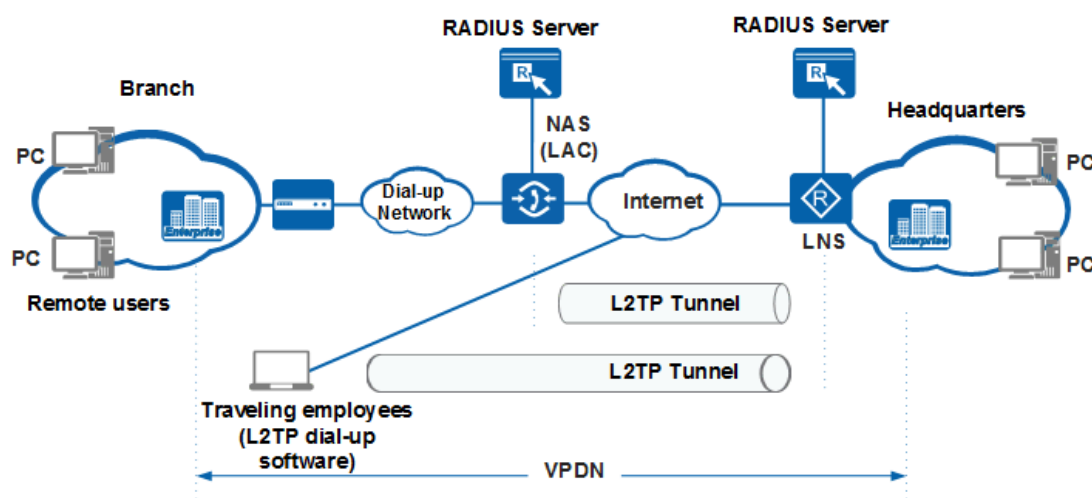 RADIUS Server
RADIUS Server
R
R
Branch
Headquarters
NAS
(LAC)
PC
PC
Dial-up
Network
Internet
R
Enterprise
Enterprise
LNS
PC
PC
Remote users
L2TP Tunnel
L2TP Tunnel
Traveling employees
(L2TP dial-up
software)
VPDN